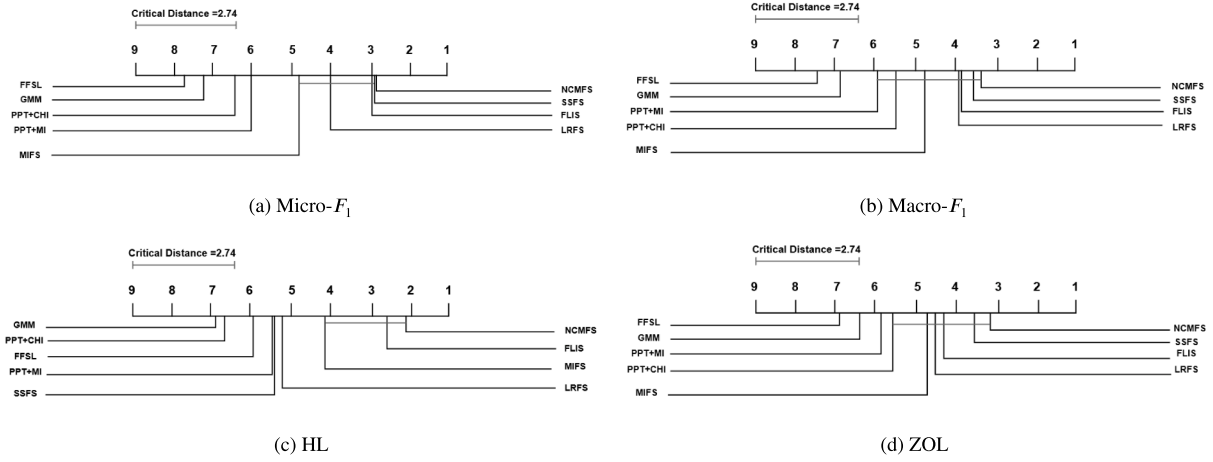 Critical Distance =2.74
9 8 7 6 5 4 3 2 1
FFSL
GMM
PPT+CHI
PPT+MI
MIFS
NCMFS
SSFS
FLIS
LRFS
(a) Micro-F1
Critical Distance =2.74
9 8 7 6 5 4 3 2 1
FFSL
GMM
PPT+MI
PPT+CHI
MIFS
NCMFS
SSFS
FLIS
LRFS
(b) Macro-F1
Critical Distance =2.74
9 8 7 6 5 4 3 2 1
GMM
PPT+CHI
FFSL
PPT+MI
SSFS
NCMFS
FLIS
MIFS
LRFS
(c) HL
Critical Distance =2.74
9 8 7 6 5 4 3 2 1
FFSL
GMM
PPT+MI
PPT+CHI
MIFS
NCMFS
SSFS
FLIS
LRFS
(d) ZOL